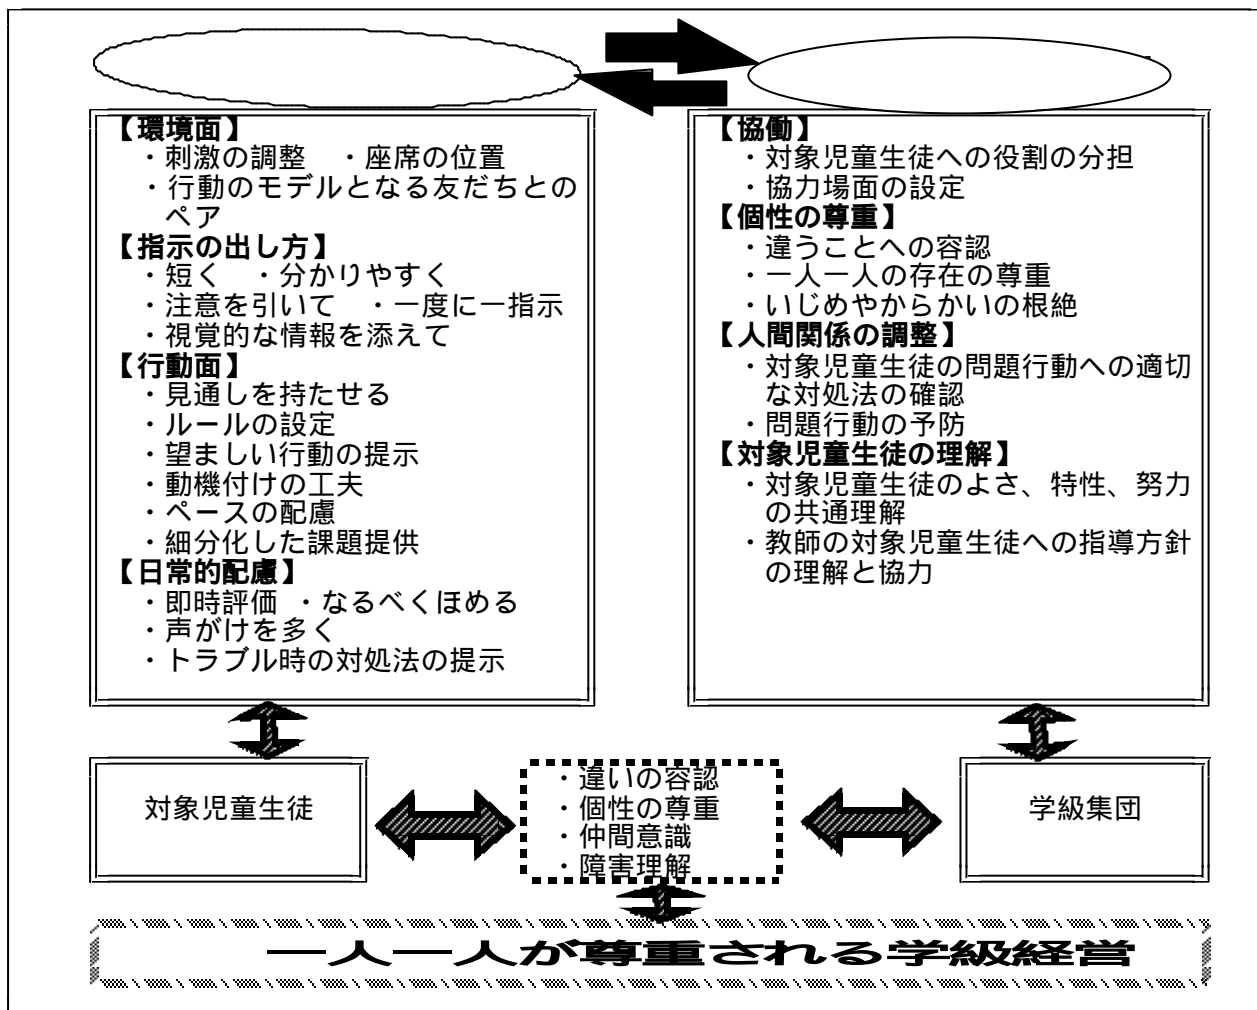 【環境面】
・刺激の調整　・座席の位置
・行動のモデルとなる友だちとの
ペア
【指示の出し方】
・短く　・分かりやすく
・注意を引いて　・一度に一指示
・視覚的な情報を添えて
【行動面】
・見通しを持たせる
・ルールの設定
・望ましい行動の提示
・動機付けの工夫
・ペースの配慮
・細分化した課題提供
【日常的配慮】
・即時評価　・なるべくほめる
・声がけを多く
・トラブル時の対処法の提示
【協働】
・対象児童生徒への役割の分担
・協力場面の設定
【個性の尊重】
・違うことへの容認
・一人一人の存在の尊重
・いじめやからかいの根絶
【人間関係の調整】
・対象児童生徒の問題行動への適切
な対処法の確認
・問題行動の予防
【対象児童生徒の理解】
・対象児童生徒のよさ、特性、努力
の共通理解
・教師の対象児童生徒への指導方針
の理解と協力
対象児童生徒
・違いの容認
・個性の尊重
・仲間意識
・障害理解
学級集団
一人一人が尊重される学級経営